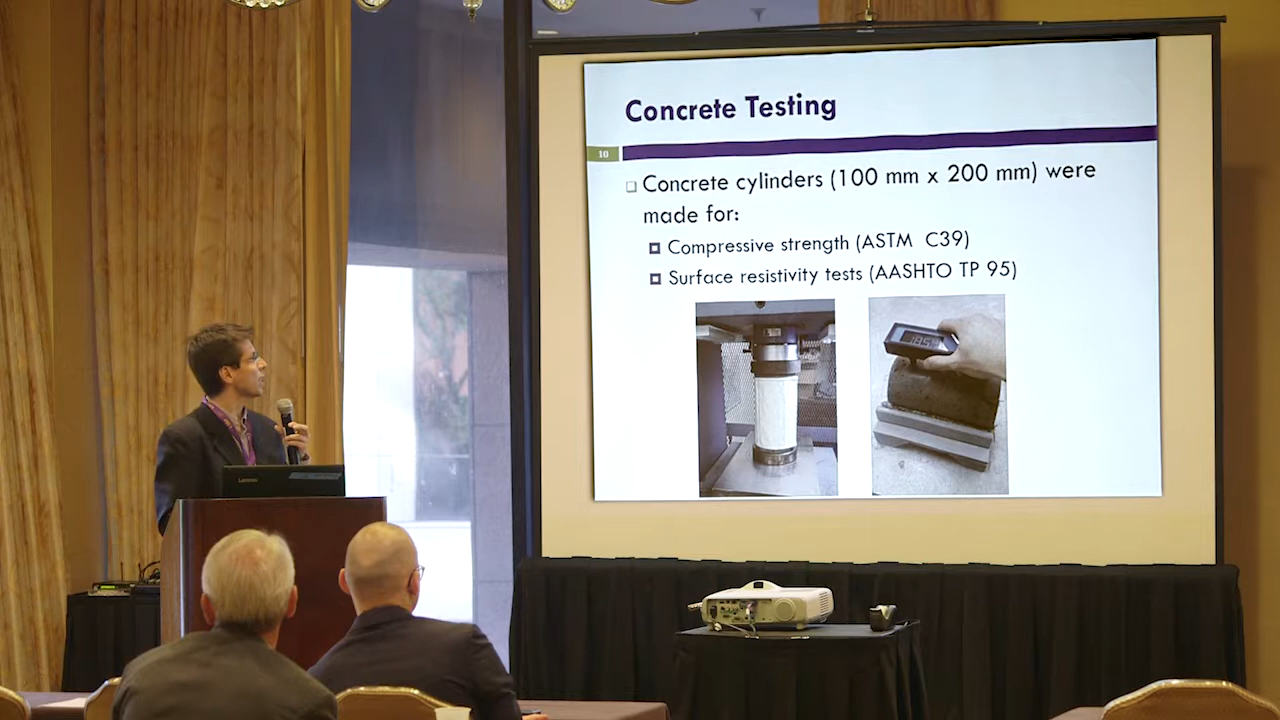 Concrete Testing
10
Concrete cylinders (100 mm x 200 mm) were
made for:
Compressive strength (ASTM C39)
Surface resistivity tests (AASHTO TP 95)
Lenovo